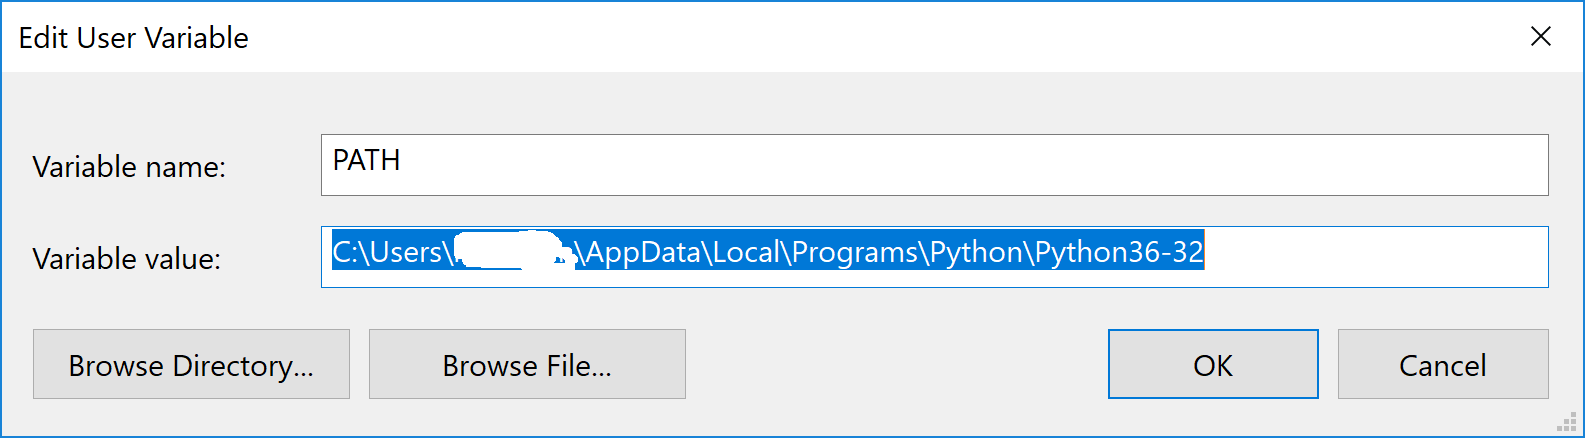 Edit User Variable
Variable name:
PATH
Variable value:
C:\Users\ \AppData\Local\Programs\Python\Python36-32
Browse Directory...
Browse File...
OK
Cancel